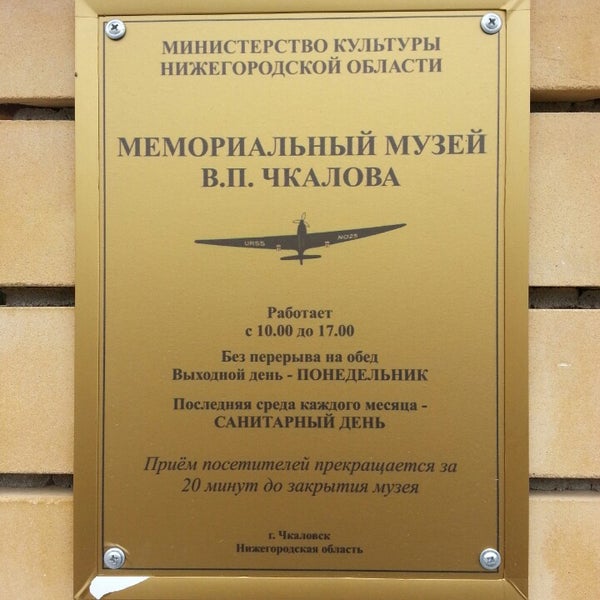 МИНИСТЕРСТВО КУЛЬТУРЫ
НИЖЕГОРОДСКОЙ ОБЛАСТИ
МЕМОРИАЛЬНЫЙ МУЗЕЙ
В.П. ЧКАЛОВА
URSS NO25
Работает
с 10.00 до 17.00
Без перерыва на обед
Выходной день - ПОНЕДЕЛЬНИК
Последняя среда каждого месяца -
САНИТАРНЫЙ ДЕНЬ
Приём посетителей прекращается за
20 минут до закрытия музея
г. Чкаловск
Нижегородская область